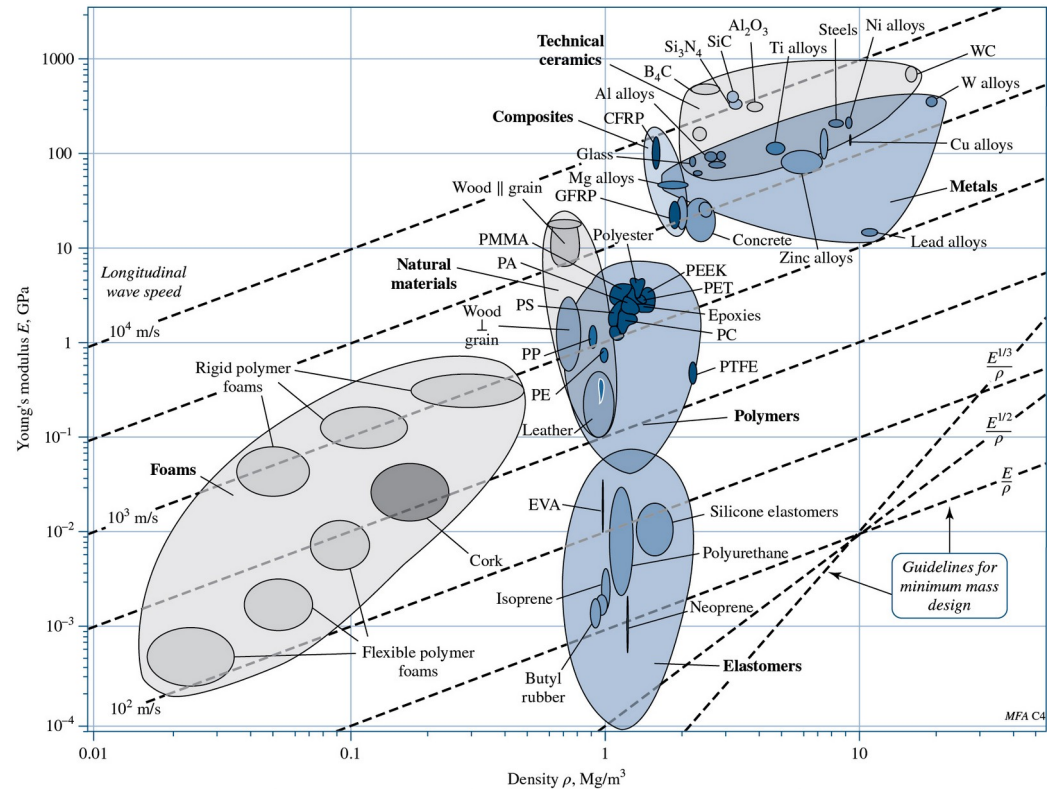 1000
100
10
1
10⁻¹
10⁻²
10⁻³
10⁻⁴
Young's modulus E, GPa
0.01
0.1
1
10
Density ρ, Mg/m³
Longitudinal
wave speed
10⁴ m/s
10³ m/s
10² m/s
Technical
ceramics
B₄C
Si₃N₄
SiC
Al₂O₃
Ti alloys
Steels
Ni alloys
WC
W alloys
Al alloys
Composites
CFRP
Glass
Mg alloys
GFRP
Cu alloys
Metals
Concrete
Zinc alloys
Lead alloys
Wood || grain
PMMA
Polyester
Natural
materials
PA
PS
Wood
⊥
grain
PP
PE
Leather
PEEK
PET
Epoxies
PC
PTFE
Polymers
Rigid polymer
foams
Foams
Cork
Flexible polymer
foams
EVA
Silicone elastomers
Polyurethane
Isoprene
Neoprene
Butyl
rubber
Elastomers
E¹ᐟ³
ρ
E¹ᐟ²
ρ
E
ρ
Guidelines for
minimum mass
design
MFA C4